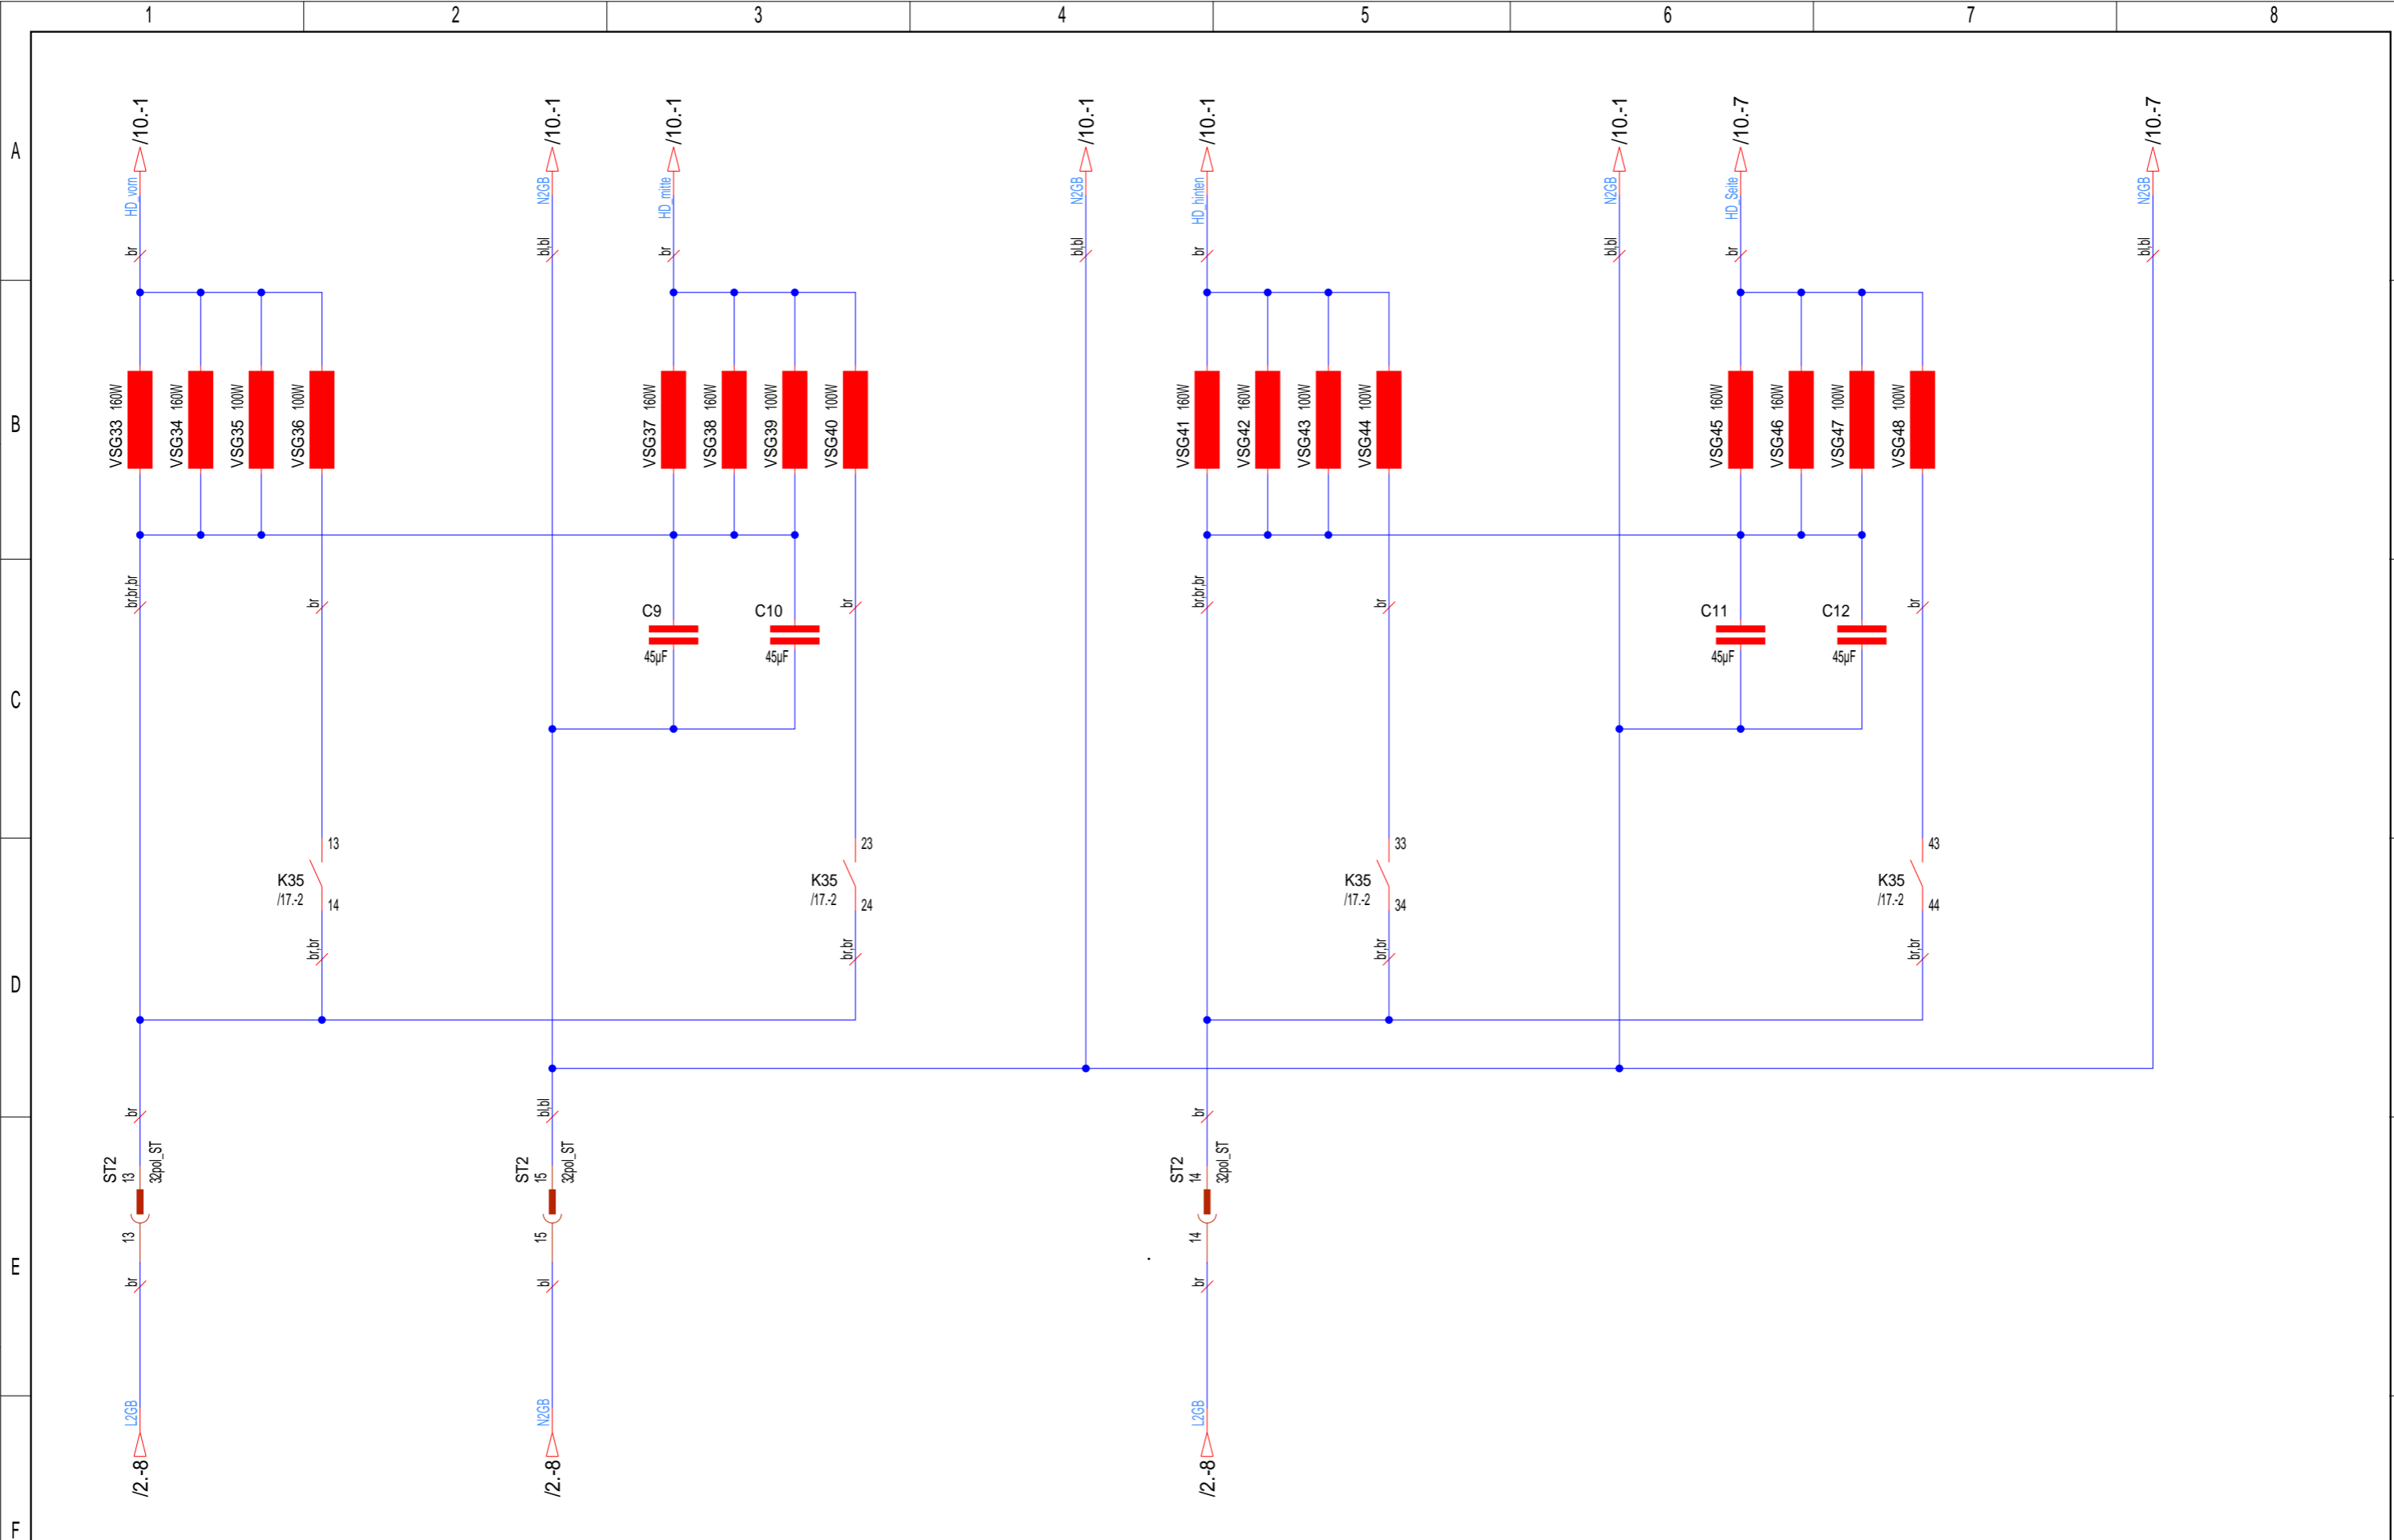 1 2 3 4 5 6 7 8
A
/10.-1 /10.-1 /10.-1 /10.-1 /10.-1 /10.-1 /10.-7 /10.-7
HD_vorn N2GB HD_mitte N2GB HD_hinten N2GB HD_Seite N2GB
br bl,bl br bl,bl br bl,bl br bl,bl
B
VSG33 160W VSG34 160W VSG35 100W VSG36 100W VSG37 160W VSG38 160W VSG39 100W VSG40 100W VSG41 160W VSG42 160W VSG43 100W VSG44 100W VSG45 160W VSG46 160W VSG47 100W VSG48 100W
br,br,br br br br,br,br br br
C9 C10 C11 C12
45µF 45µF 45µF 45µF
C
13 23 33 43
K35 K35 K35 K35
/17.-2 /17.-2 /17.-2 /17.-2
14 24 34 44
br,br br,br br,br br,br
D
br bl,bl br
ST2 13 32pol_ST ST2 15 32pol_ST ST2 14 32pol_ST
13 15 14
E
br bl br
L2GB N2GB L2GB
/2.-8 /2.-8 /2.-8
F